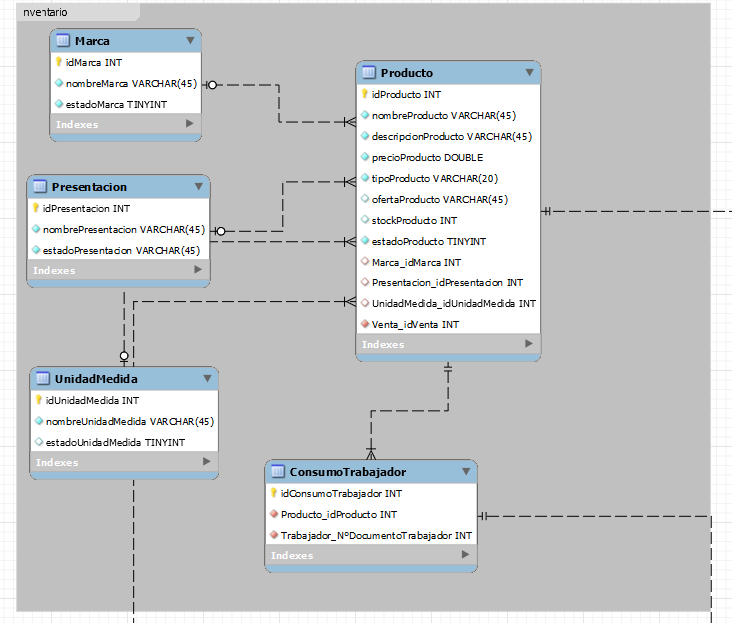 nventario
Marca
idMarca INT
nombreMarca VARCHAR(45)
estadoMarca TINYINT
Indexes
Presentacion
idPresentacion INT
nombrePresentacion VARCHAR(45)
estadoPresentacion VARCHAR(45)
Indexes
UnidadMedida
idUnidadMedida INT
nombreUnidadMedida VARCHAR(45)
estadoUnidadMedida TINYINT
Indexes
Producto
idProducto INT
nombreProducto VARCHAR(45)
descripcionProducto VARCHAR(45)
precioProducto DOUBLE
tipoProducto VARCHAR(20)
ofertaProducto VARCHAR(45)
stockProducto INT
estadoProducto TINYINT
Marca_idMarca INT
Presentacion_idPresentacion INT
UnidadMedida_idUnidadMedida INT
Venta_idVenta INT
Indexes
ConsumoTrabajador
idConsumoTrabajador INT
Producto_idProducto INT
Trabajador_NºDocumentoTrabajador INT
Indexes